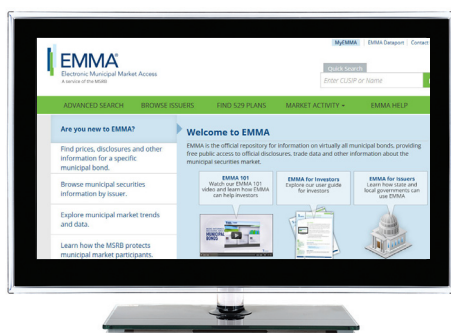 MyEMMA | EMMA Dataport | Contact
EMMA
Electronic Municipal Market Access
A service of the MSRB
Quick Search
Enter CUSIP or Name
ADVANCED SEARCH BROWSE ISSUERS FIND 529 PLANS MARKET ACTIVITY EMMA HELP
Are you new to EMMA?
Find prices, disclosures and other
information for a specific
municipal bond.
Browse municipal securities
information by issuer.
Explore municipal market trends
and data.
Learn how the MSRB protects
municipal market participants.
Welcome to EMMA
EMMA is the official repository for information on virtually all municipal bonds, providing
free public access to official disclosures, trade data and other information about the
municipal securities market.
EMMA 101
Watch our EMMA 101
video and learn how EMMA
can help investors
MUNICIPAL
BONDS
EMMA for Investors
Explore our user guide
for investors
EMMA for Issuers
Learn how state and
local governments can
use EMMA